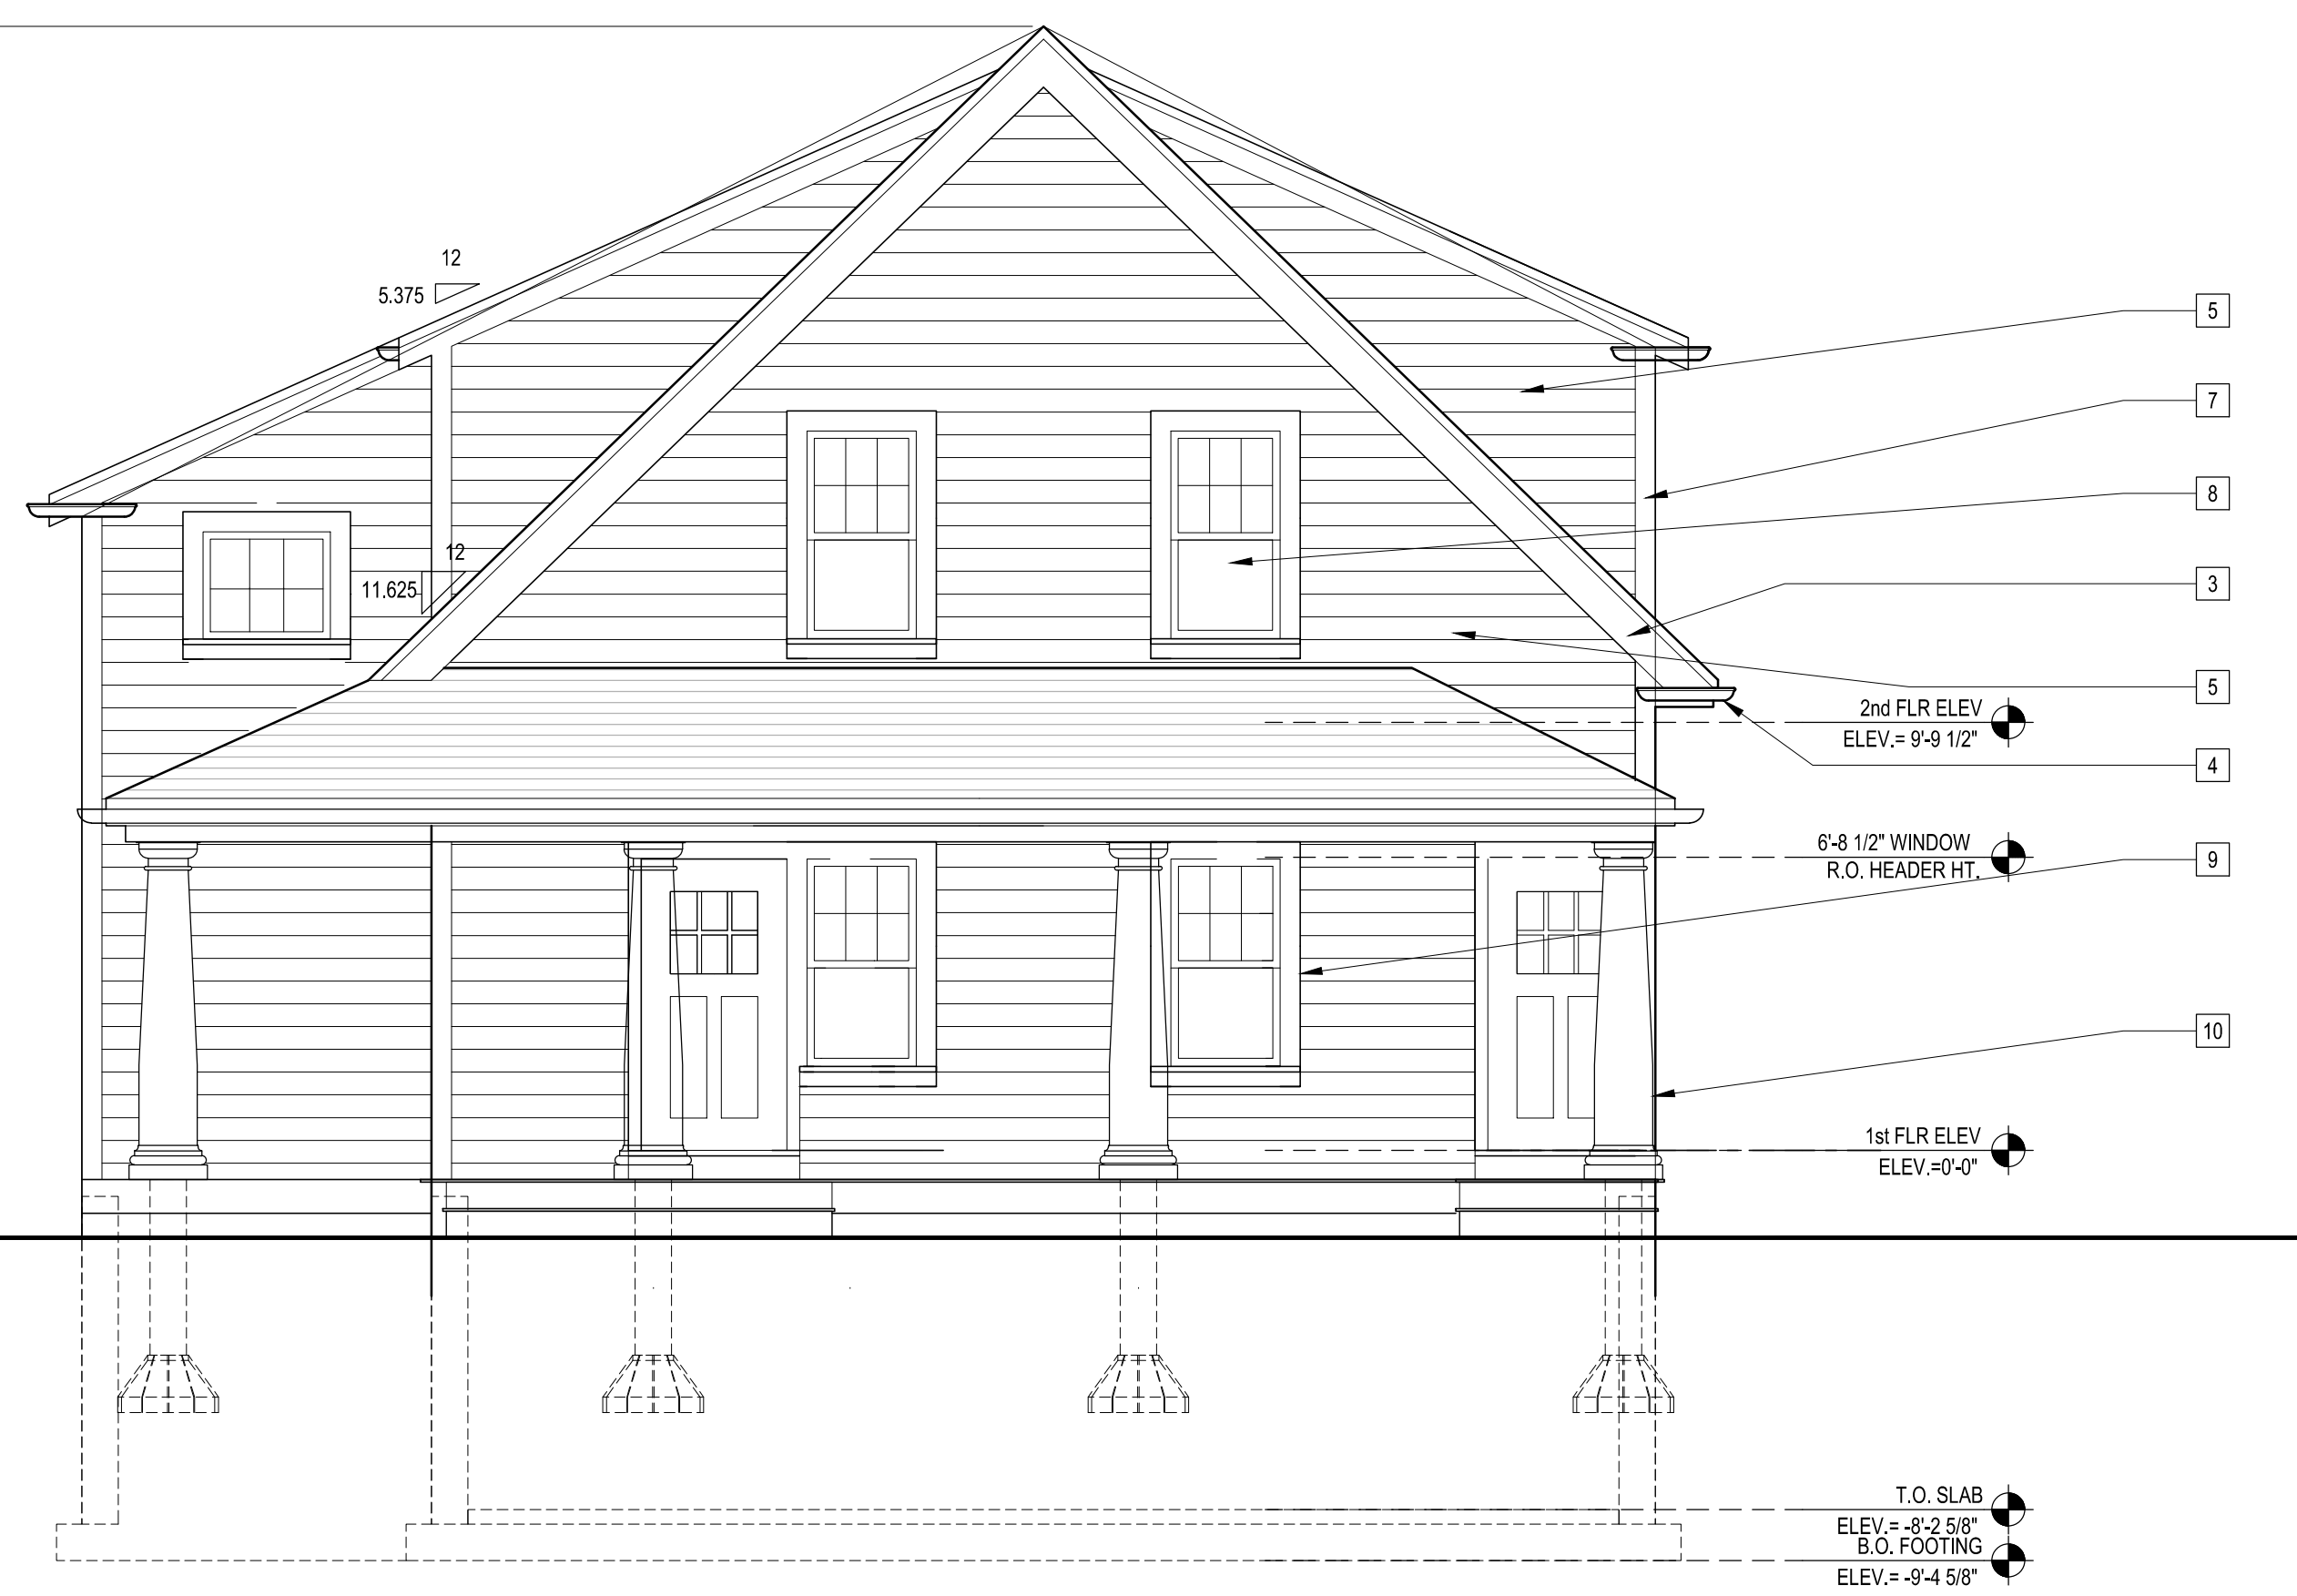 12
5.375
5
7
8
12
11.625
3
5
2nd FLR ELEV
ELEV.= 9'-9 1/2"
4
6'-8 1/2" WINDOW
R.O. HEADER HT.
9
10
1st FLR ELEV
ELEV.=0'-0"
T.O. SLAB
ELEV.= -8'-2 5/8"
B.O. FOOTING
ELEV.= -9'-4 5/8"